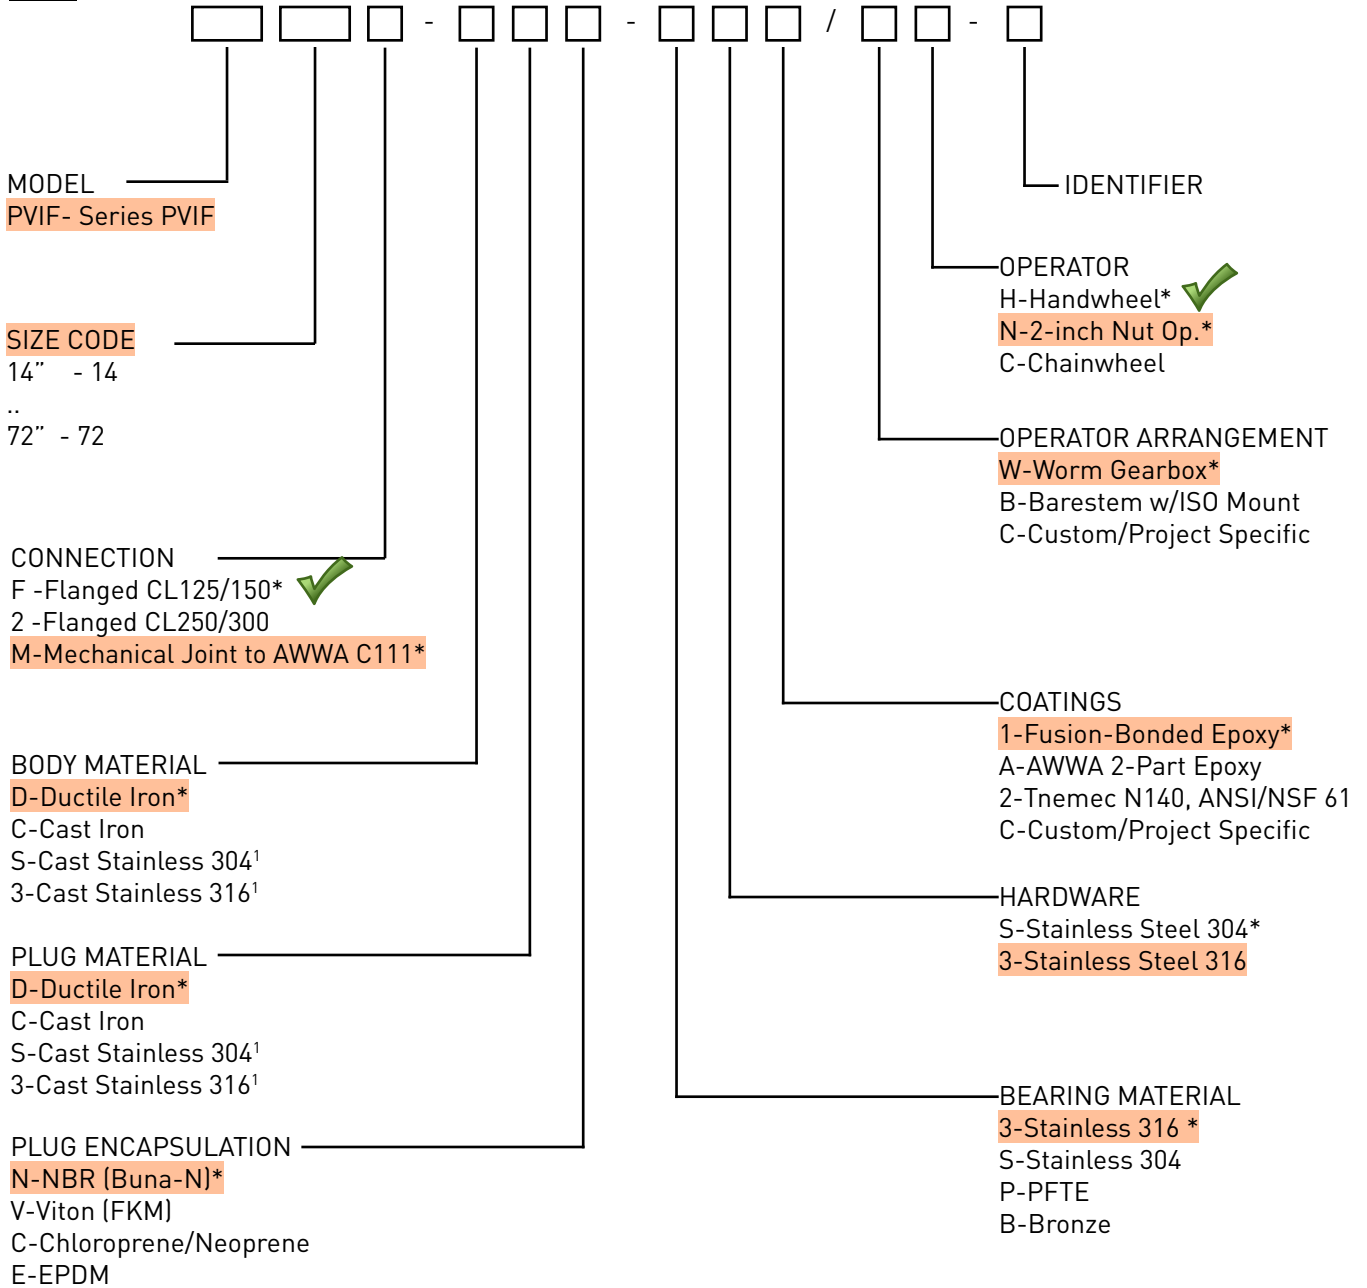 - - / -
MODEL
PVIF- Series PVIF
SIZE CODE
14” - 14
..
72” - 72
CONNECTION
F -Flanged CL125/150*
2 -Flanged CL250/300
M-Mechanical Joint to AWWA C111*
BODY MATERIAL
D-Ductile Iron*
C-Cast Iron
S-Cast Stainless 304¹
3-Cast Stainless 316¹
PLUG MATERIAL
D-Ductile Iron*
C-Cast Iron
S-Cast Stainless 304¹
3-Cast Stainless 316¹
PLUG ENCAPSULATION
N-NBR (Buna-N)*
V-Viton (FKM)
C-Chloroprene/Neoprene
E-EPDM
IDENTIFIER
OPERATOR
H-Handwheel*
N-2-inch Nut Op.*
C-Chainwheel
OPERATOR ARRANGEMENT
W-Worm Gearbox*
B-Barestem w/ISO Mount
C-Custom/Project Specific
COATINGS
1-Fusion-Bonded Epoxy*
A-AWWA 2-Part Epoxy
2-Tnemec N140, ANSI/NSF 61
C-Custom/Project Specific
HARDWARE
S-Stainless Steel 304*
3-Stainless Steel 316
BEARING MATERIAL
3-Stainless 316 *
S-Stainless 304
P-PFTE
B-Bronze